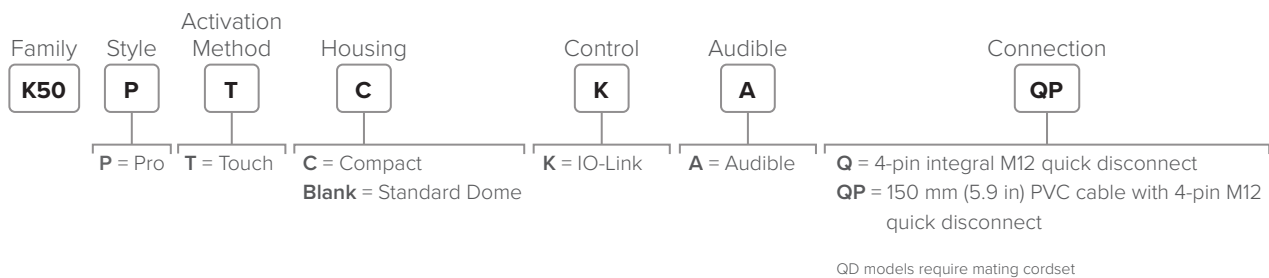 Family Style Activation Method Housing Control Audible Connection
K50 P T C K A QP
P = Pro
T = Touch
C = Compact
Blank = Standard Dome
K = IO-Link
A = Audible
Q = 4-pin integral M12 quick disconnect
QP = 150 mm (5.9 in) PVC cable with 4-pin M12
quick disconnect
QD models require mating cordset